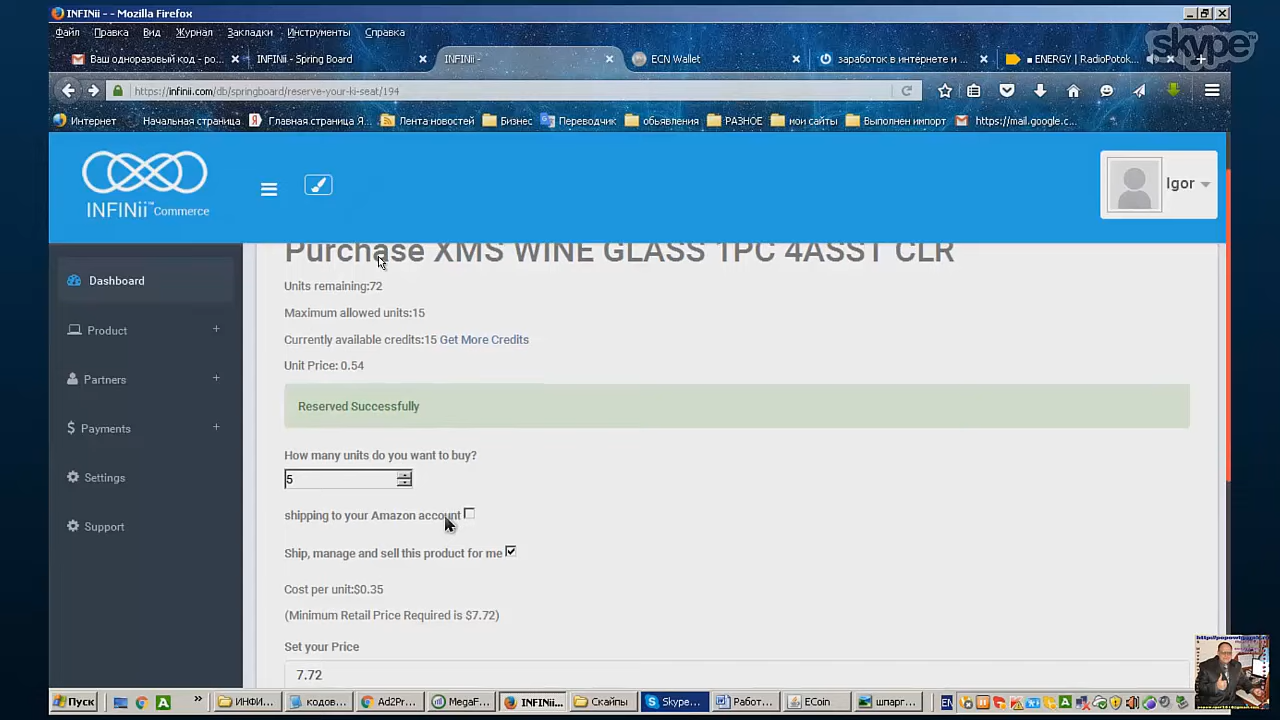 INFINii - - Mozilla Firefox
Файл Правка Вид Журнал Закладки Инструменты Справка
skype™
Ваш одноразовый код - ро...
INFINii - Spring Board
INFINii -
ECN Wallet
заработок в интернете и ...
■ ENERGY | RadioPotok....
https://infinii.com/db/springboard/reserve-your-ki-seat/194
Интернет
Начальная страница
Главная страница Я...
Лента новостей
Бизнес
Переводчик
обьявления
РАЗНОЕ
мои сайты
Выполнен импорт
https://mail.google.c...
INFINii™ Commerce
Igor
Purchase XMS WINE GLASS 1PC 4ASST CLR
Dashboard
Product +
Partners +
Payments +
Settings
Support
Units remaining:72
Maximum allowed units:15
Currently available credits:15 Get More Credits
Unit Price: 0.54
Reserved Successfully
How many units do you want to buy?
5
shipping to your Amazon account
Ship, manage and sell this product for me
Cost per unit:$0.35
(Minimum Retail Price Required is $7.72)
Set your Price
7.72
Пуск
»
ИНФИ...
кодов...
Ad2Pr...
MegaF...
INFINii...
Скайпы
Skype...
Работ...
ECoin
шпарг...
EN